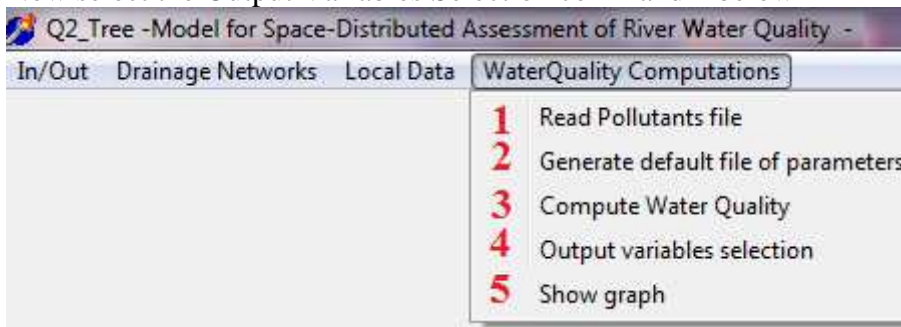 Q2_Tree -Model for Space-Distributed Assessment of River Water Quality -
In/Out Drainage Networks Local Data WaterQuality Computations
1 Read Pollutants file
2 Generate default file of parameters
3 Compute Water Quality
4 Output variables selection
5 Show graph